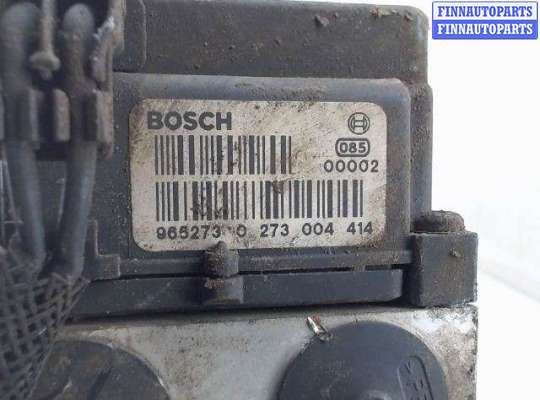 FINNAUTOPARTS
FINNAUTOPARTS
BOSCH
085
00002
965273 0 273 004 414